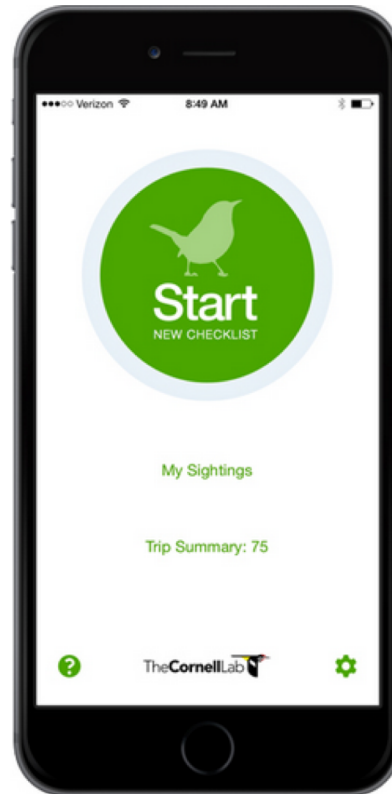 Verizon 8:49 AM
Start
NEW CHECKLIST
My Sightings
Trip Summary: 75
?
TheCornellLab